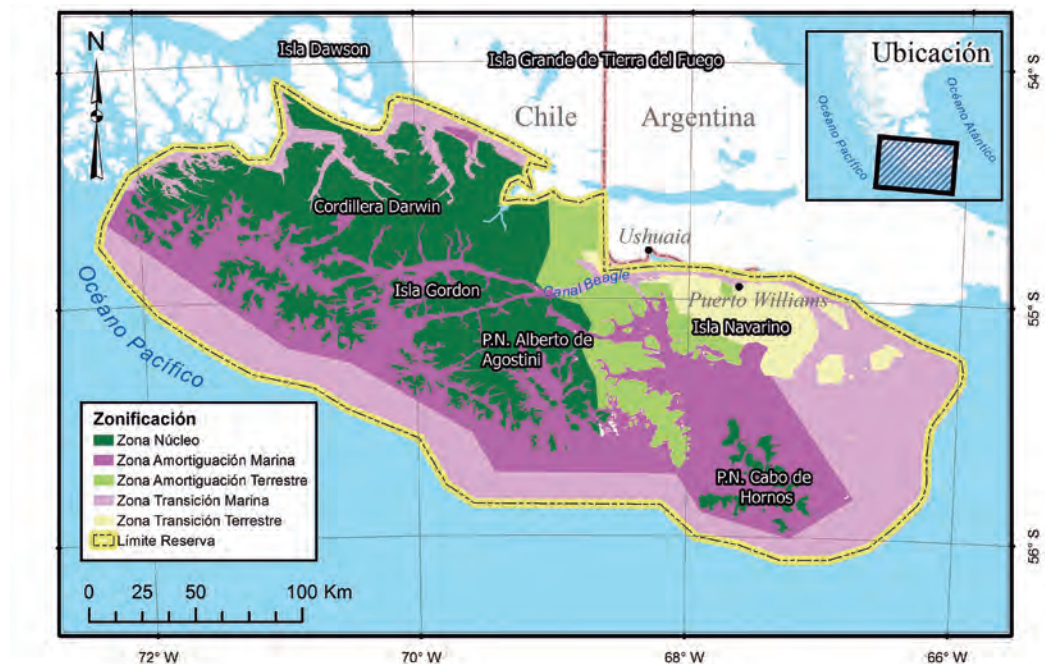 N
Isla Dawson
Isla Grande de Tierra del Fuego
Chile
Argentina
Ubicación
Océano Pacífico
Océano Atlántico
54° S
Cordillera Darwin
Ushuaia
Canal Beagle
Isla Gordon
Puerto Williams
Isla Navarino
55° S
Océano Pacífico
P.N. Alberto de
Agostini
P.N. Cabo de
Hornos
56° S
Zonificación
Zona Núcleo
Zona Amortiguación Marina
Zona Amortiguación Terrestre
Zona Transición Marina
Zona Transición Terrestre
Límite Reserva
0 25 50 100 Km
72° W
70° W
68° W
66° W